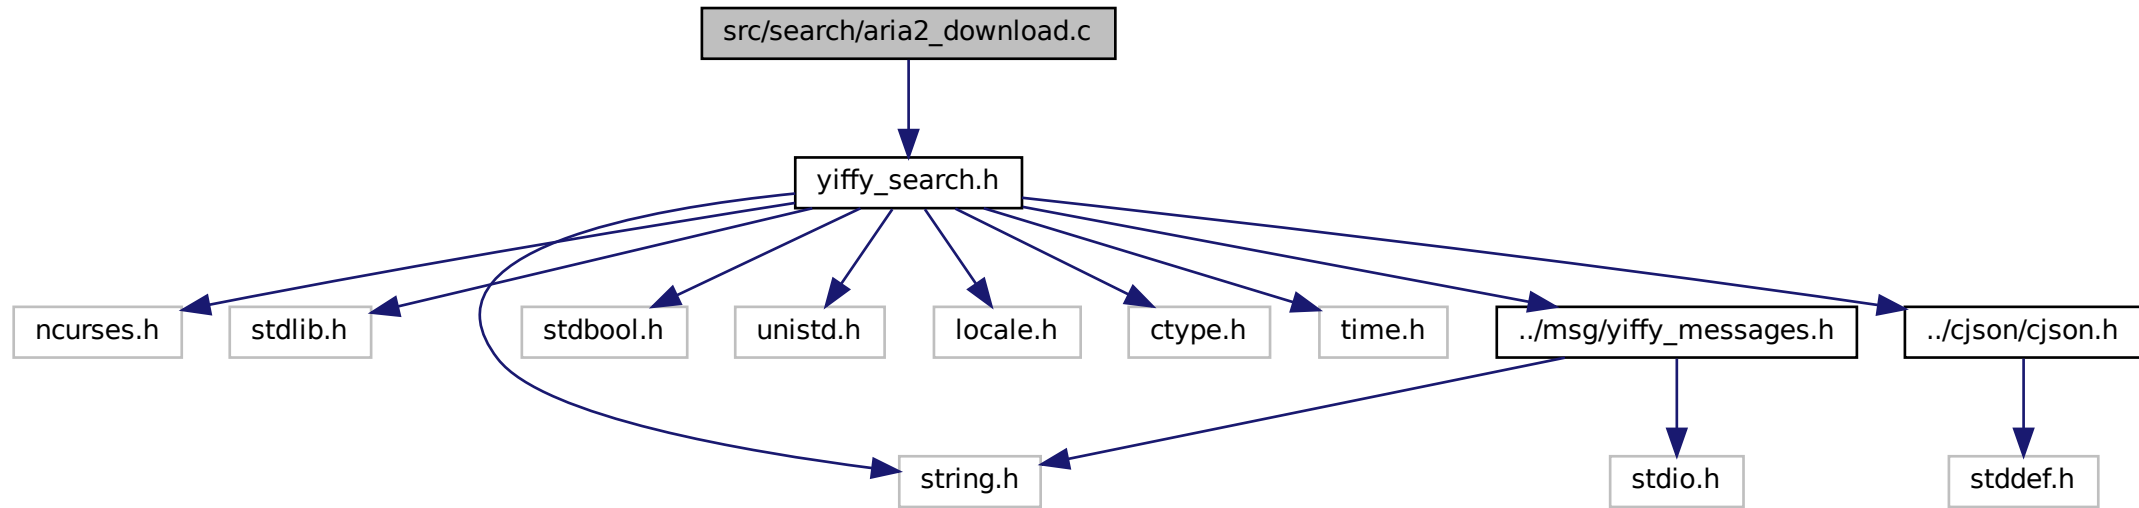 src/search/aria2_download.c
yiffy_search.h
ncurses.h
stdlib.h
stdbool.h
unistd.h
locale.h
ctype.h
time.h
../msg/yiffy_messages.h
../cjson/cjson.h
string.h
stdio.h
stddef.h